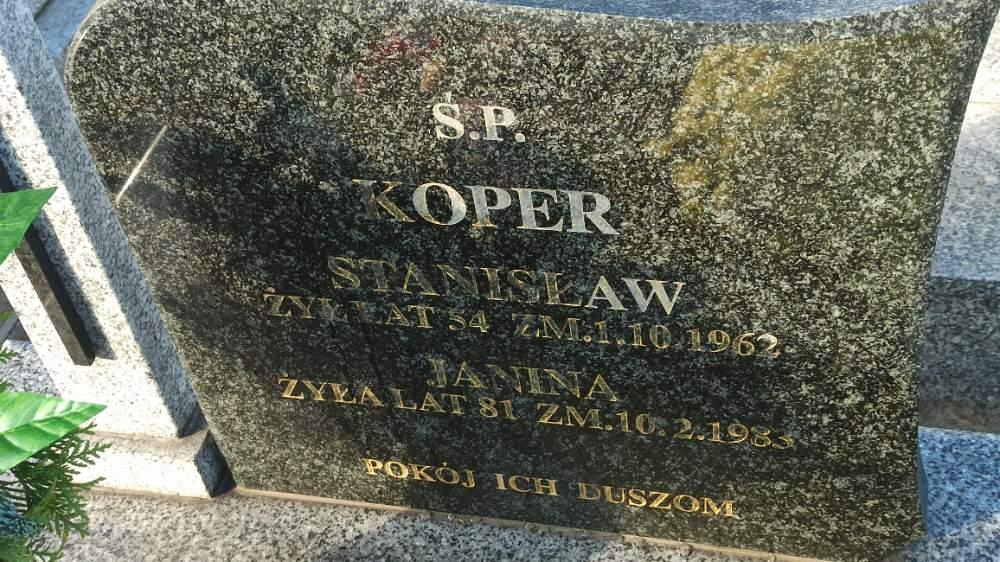 Ś.P.
KOPER
STANISŁAW
ŻYŁ LAT 54 ZM.1.10.1962
JANINA
ŻYŁA LAT 81 ZM.10.2.1983
POKÓJ ICH DUSZOM